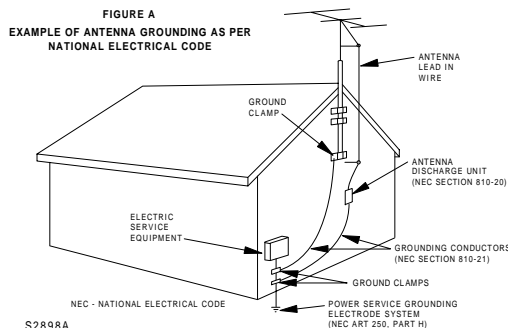 FIGURE A
EXAMPLE OF ANTENNA GROUNDING AS PER
NATIONAL ELECTRICAL CODE
ANTENNA
LEAD IN
WIRE
GROUND
CLAMP
ANTENNA
DISCHARGE UNIT
(NEC SECTION 810-20)
ELECTRIC
SERVICE
EQUIPMENT
GROUNDING CONDUCTORS
(NEC SECTION 810-21)
GROUND CLAMPS
NEC - NATIONAL ELECTRICAL CODE
POWER SERVICE GROUNDING
ELECTRODE SYSTEM
(NEC ART 250, PART H)
S2898A